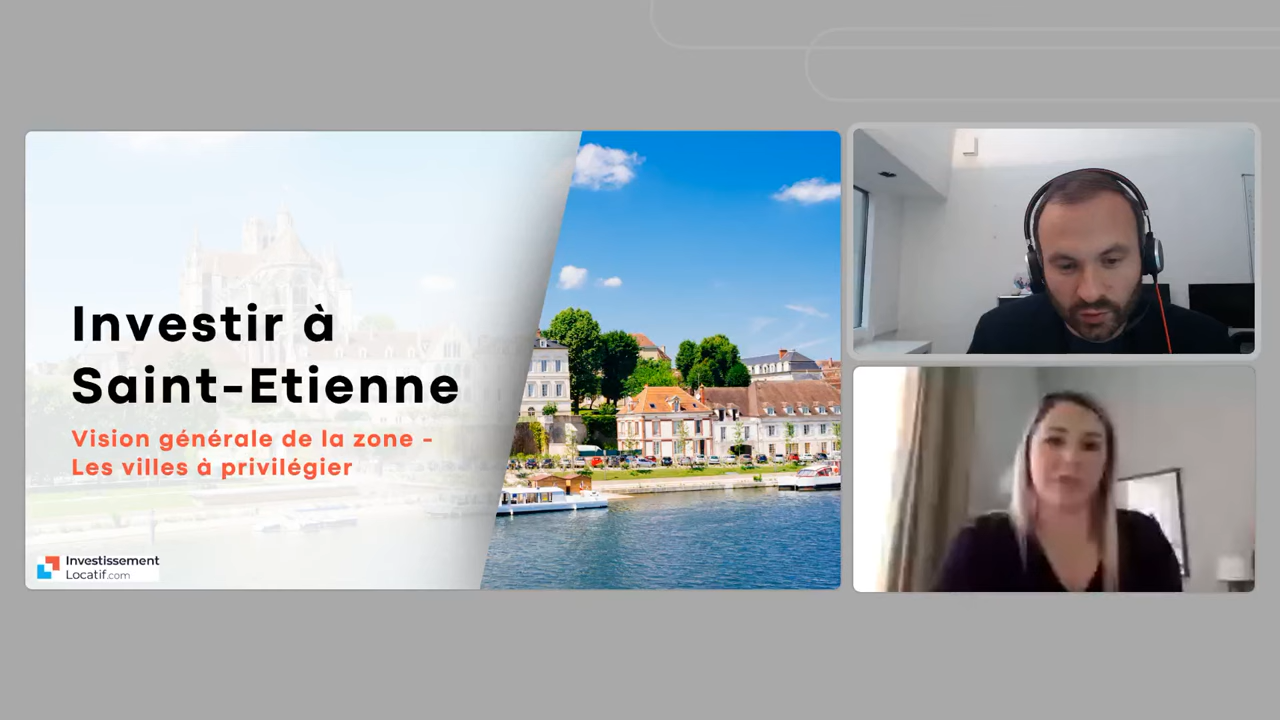 Investir à
Saint-Etienne
Vision générale de la zone -
Les villes à privilégier
Investissement
Locatif.com